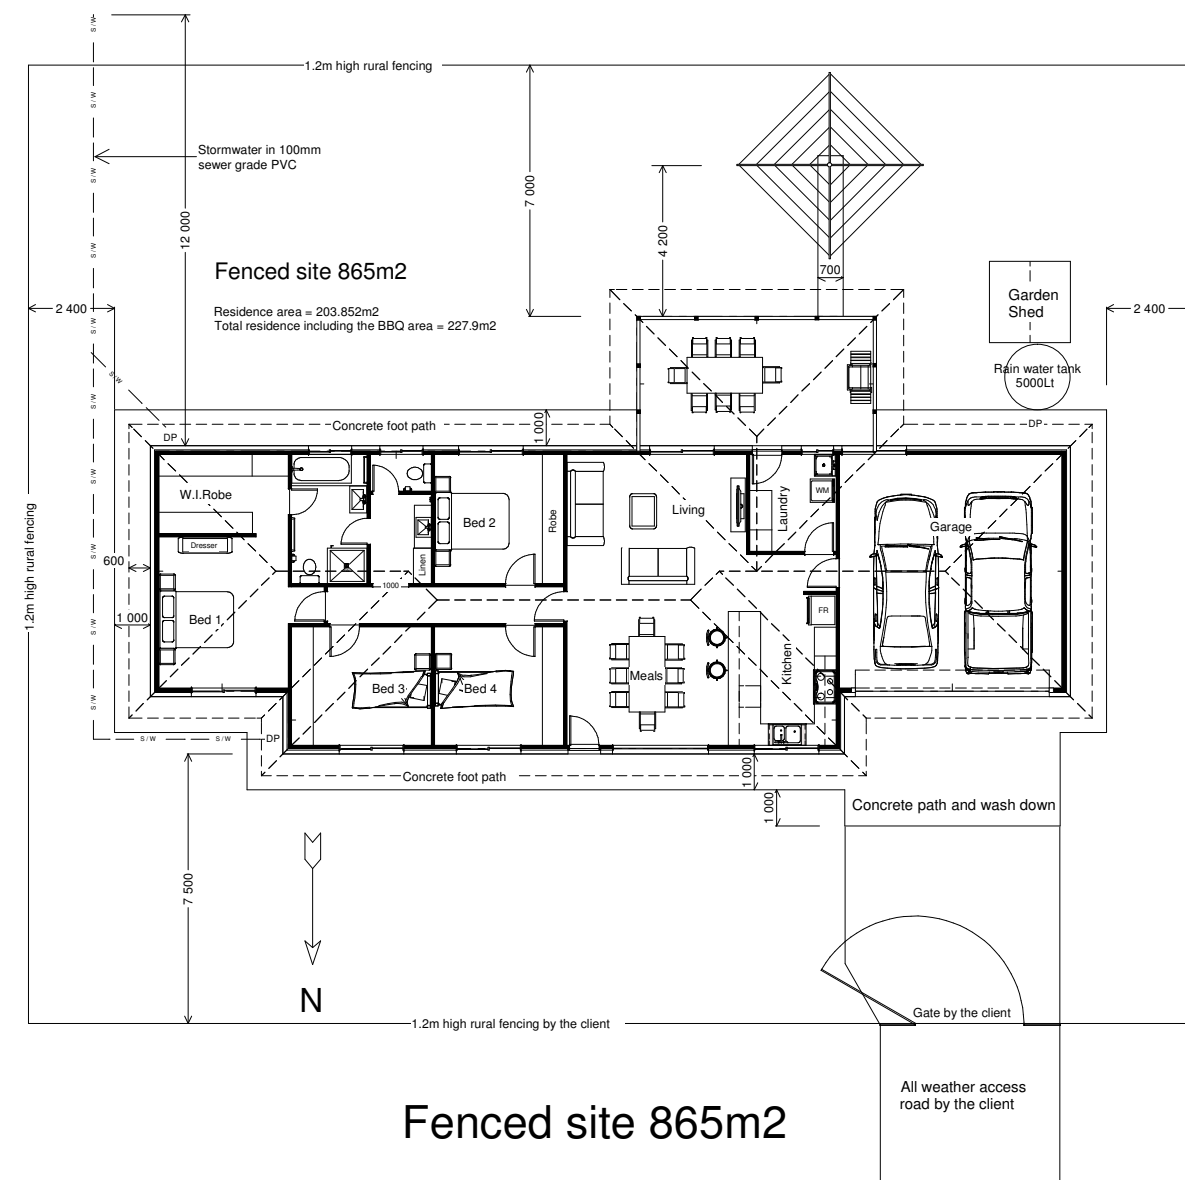 S/W
1.2m high rural fencing
S/W
Stormwater in 100mm
sewer grade PVC
S/W
7 000
12 000
4 200
S/W
Fenced site 865m2
700
Garden
Shed
2 400
2 400
Residence area = 203.852m2
Total residence including the BBQ area = 227.9m2
S/W
S/W
Rain water tank
5000Lt
S/W
Concrete foot path
1 000
DP
DP
S/W
W.I.Robe
Bed 2
Robe
Living
Laundry
WM
Garage
1.2m high rural fencing
Dresser
600
Linen
S/W
1000
1 000
Bed 1
FR
S/W
Bed 3
Bed 4
Meals
Kitchen
S/W
S/W
S/W
DP
Concrete foot path
1 000
1 000
Concrete path and wash down
7 500
N
Gate by the client
1.2m high rural fencing by the client
All weather access
road by the client
Fenced site 865m2